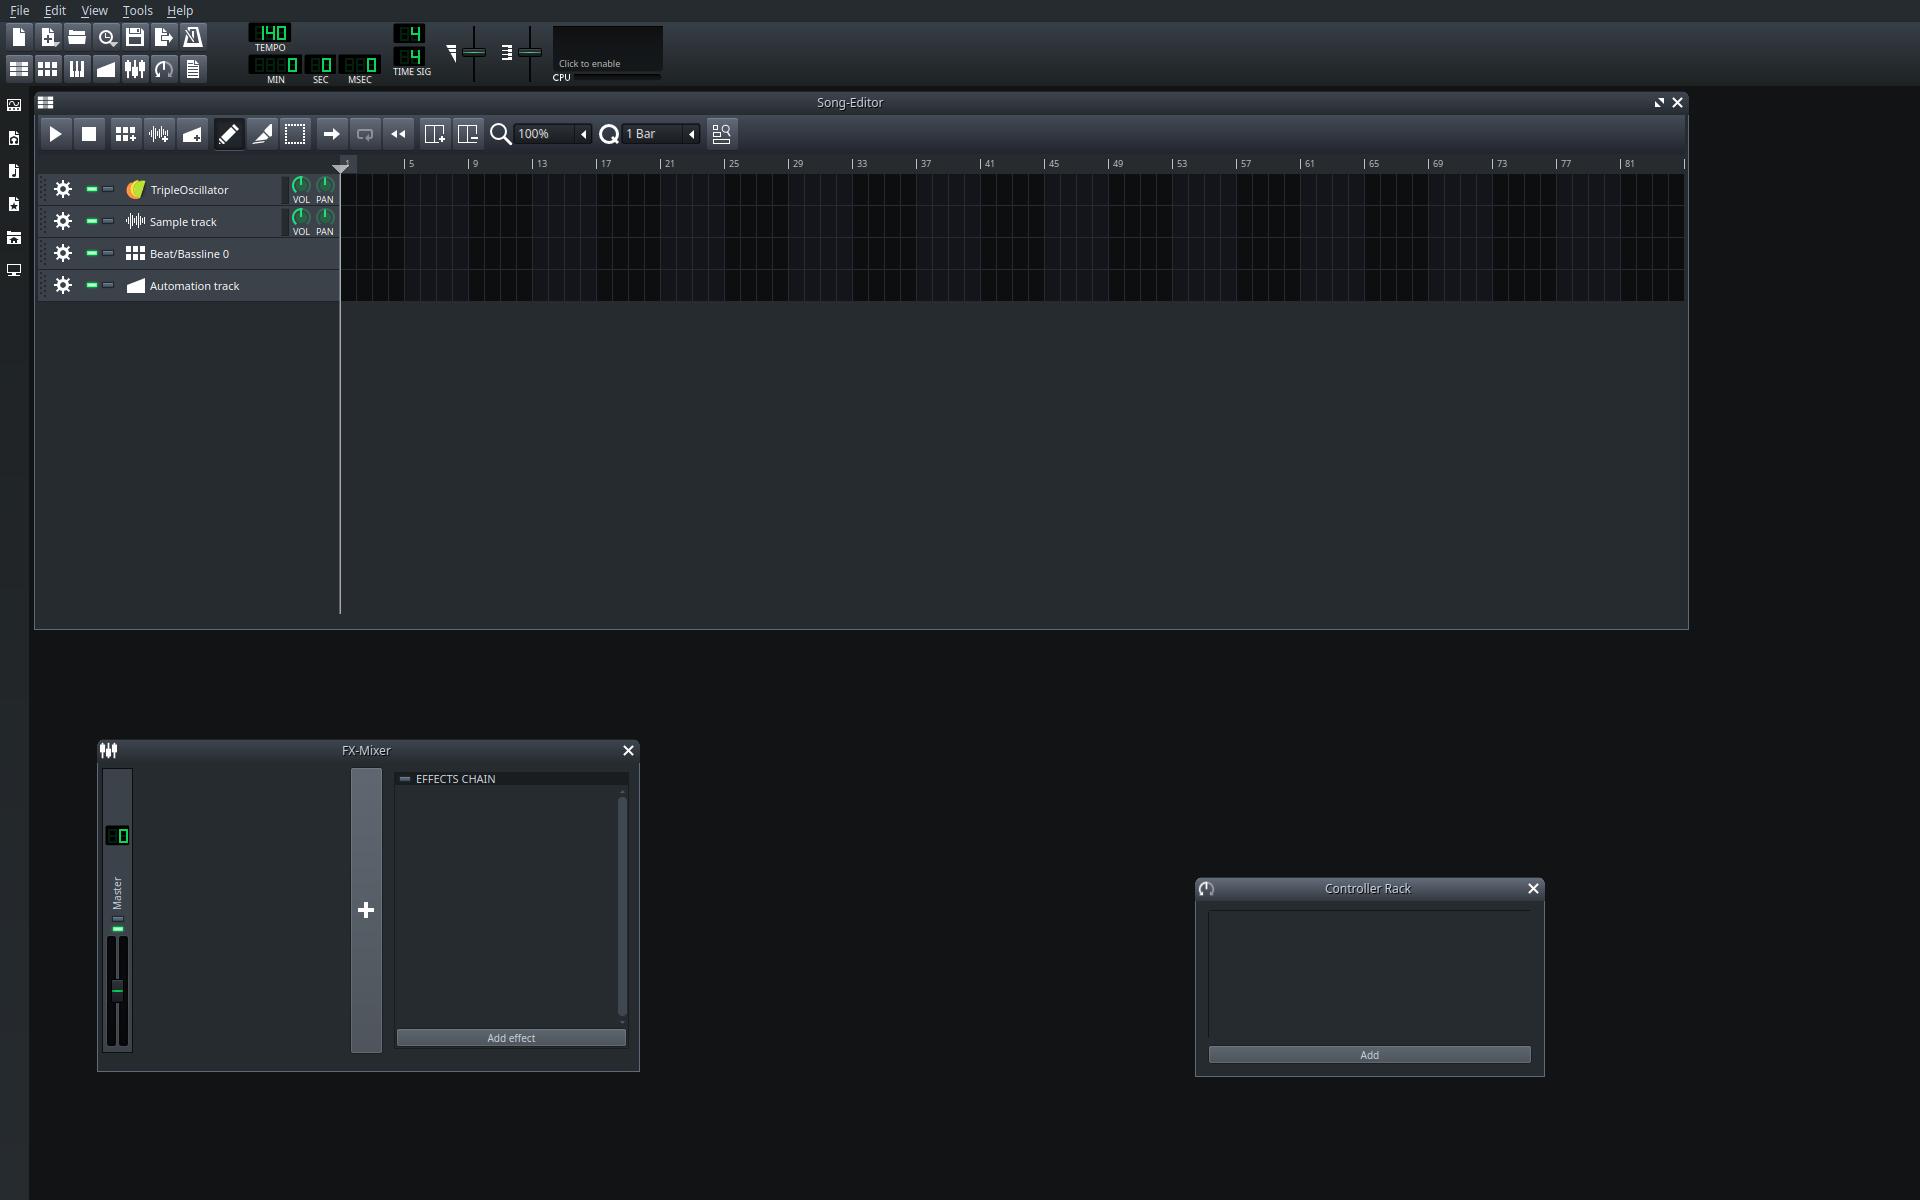 File Edit View Tools Help
140
TEMPO
0 0 0
MIN SEC MSEC
4
4
TIME SIG
Click to enable
CPU
Song-Editor
100% 1 Bar
1 5 9 13 17 21 25 29 33 37 41 45 49 53 57 61 65 69 73 77 81
TripleOscillator VOL PAN
Sample track VOL PAN
Beat/Bassline 0
Automation track
FX-Mixer
EFFECTS CHAIN
0
Master
Add effect
Controller Rack
Add